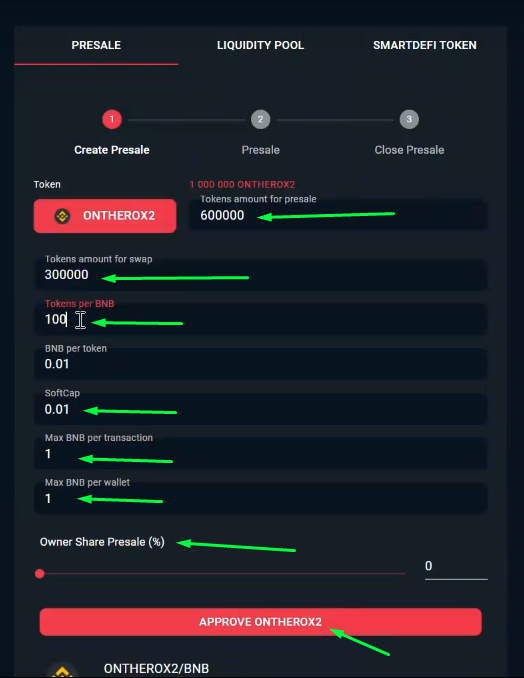 PRESALE LIQUIDITY POOL SMARTDEFI TOKEN
1 2 3
Create Presale Presale Close Presale
Token 1 000 000 ONTHEROX2
Tokens amount for presale
ONTHEROX2 600000
Tokens amount for swap
300000
Tokens per BNB
100
BNB per token
0.01
SoftCap
0.01
Max BNB per transaction
1
Max BNB per wallet
1
Owner Share Presale (%)
0
APPROVE ONTHEROX2
ONTHEROX2/BNB